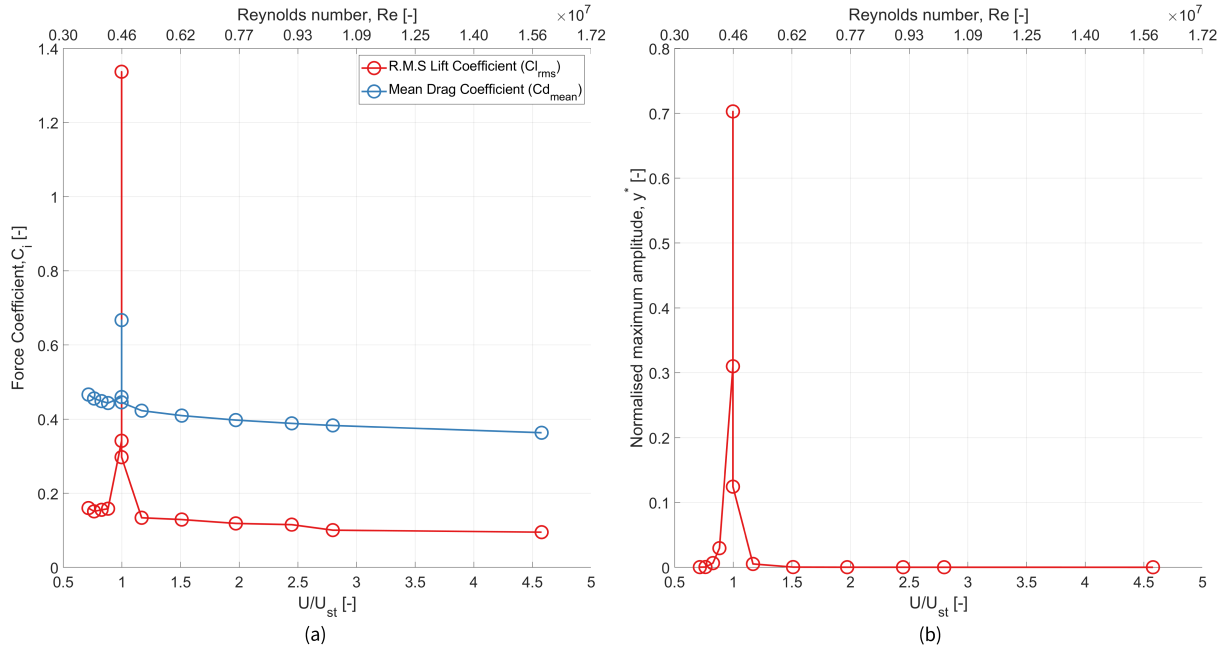 Reynolds number, Re [-]
×10^7
0.30 0.46 0.62 0.77 0.93 1.09 1.25 1.40 1.56 1.72
1.4
1.2
1
0.8
0.6
0.4
0.2
0
Force Coefficient,C_i [-]
R.M.S Lift Coefficient (Cl_rms)
Mean Drag Coefficient (Cd_mean)
0.5 1 1.5 2 2.5 3 3.5 4 4.5 5
U/U_st [-]
(a)
Reynolds number, Re [-]
×10^7
0.30 0.46 0.62 0.77 0.93 1.09 1.25 1.40 1.56 1.72
0.8
0.7
0.6
0.5
0.4
0.3
0.2
0.1
0
Normalised maximum amplitude, y^* [-]
0.5 1 1.5 2 2.5 3 3.5 4 4.5 5
U/U_st [-]
(b)